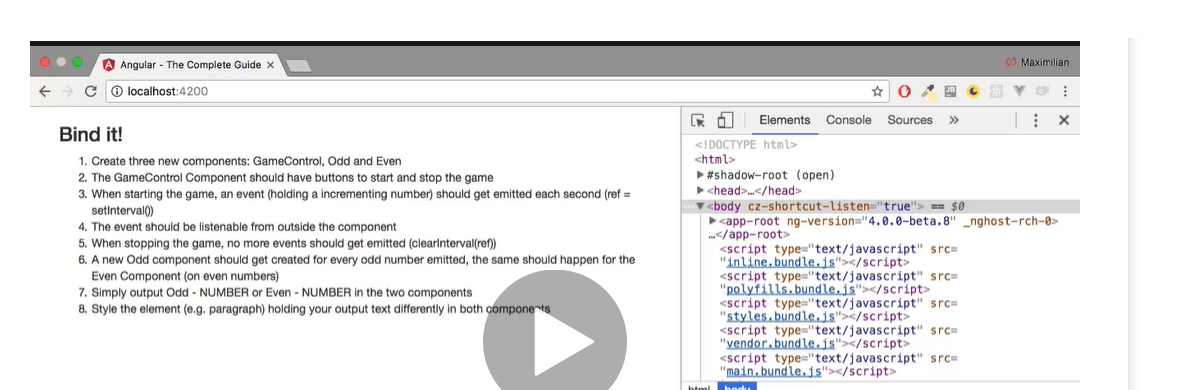 Angular - The Complete Guide
Maximilian
localhost:4200
Bind it!
1. Create three new components: GameControl, Odd and Even
2. The GameControl Component should have buttons to start and stop the game
3. When starting the game, an event (holding a incrementing number) should get emitted each second (ref =
setInterval())
4. The event should be listenable from outside the component
5. When stopping the game, no more events should get emitted (clearInterval(ref))
6. A new Odd component should get created for every odd number emitted, the same should happen for the
Even Component (on even numbers)
7. Simply output Odd - NUMBER or Even - NUMBER in the two components
8. Style the element (e.g. paragraph) holding your output text differently in both components
Elements Console Sources »
<!DOCTYPE html>
<html>
#shadow-root (open)
<head>…</head>
<body cz-shortcut-listen="true"> == $0
<app-root ng-version="4.0.0-beta.8" _nghost-rch-0>
…</app-root>
<script type="text/javascript" src=
"inline.bundle.js"></script>
<script type="text/javascript" src=
"polyfills.bundle.js"></script>
<script type="text/javascript" src=
"styles.bundle.js"></script>
<script type="text/javascript" src=
"vendor.bundle.js"></script>
<script type="text/javascript" src=
"main.bundle.js"></script>
html body